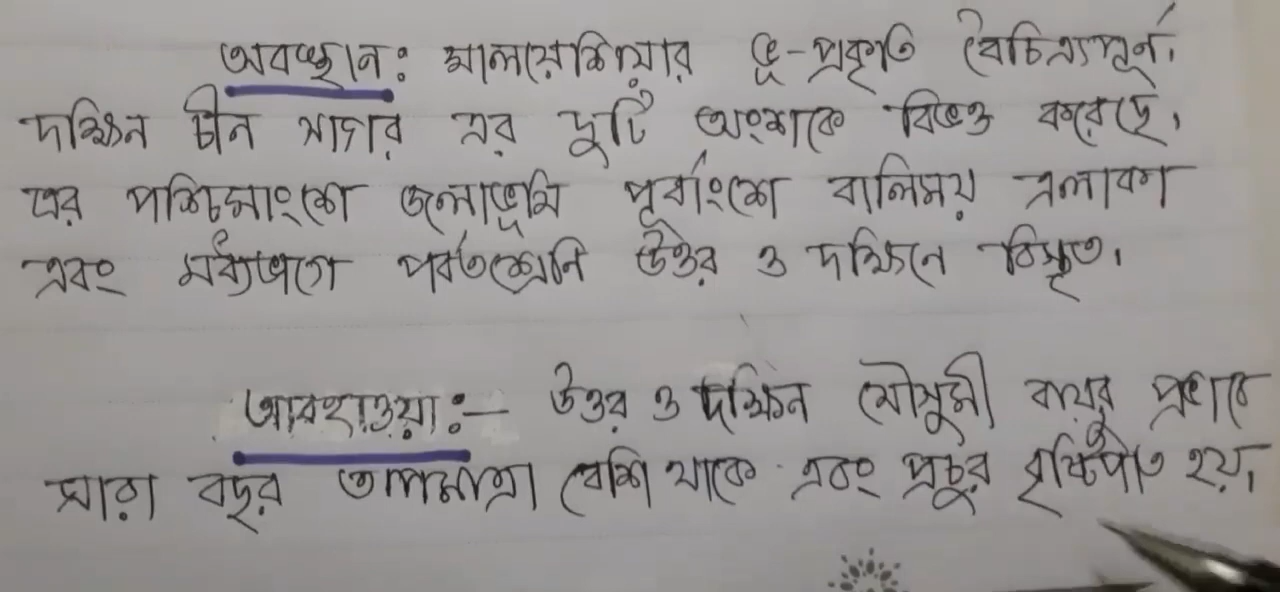 অবস্থান: মালয়েশিয়ার ভূ-প্রকৃতি বৈচিত্র্যপূর্ন।
দক্ষিন চীন সাগর এর দুটি অংশকে বিভক্ত করেছে।
এর পশ্চিমাংশে জলাভূমি পূর্বাংশে বালিময় এলাকা
এবং মধ্যভাগে পর্বতশ্রেনি উত্তর ও দক্ষিনে বিস্তৃত।
আবহাওয়া:– উত্তর ও দক্ষিন মৌসুমী বায়ুর প্রভাবে
সারা বছর তাপমাত্রা বেশি থাকে এবং প্রচুর বৃষ্টিপাত হয়।